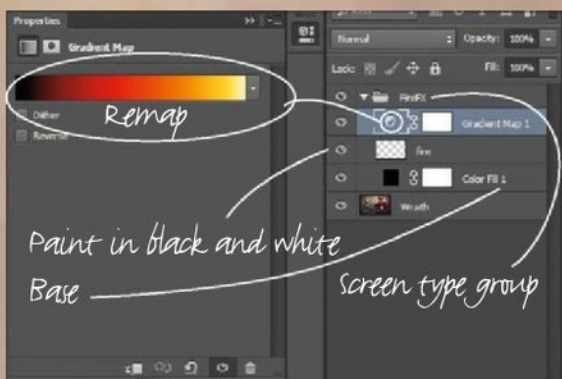 Properties
Gradient Map
Dither
Reverse
Remap
Normal
Opacity: 100%
Lock:
Fill: 100%
FireFX
Gradient Map 1
fire
Color Fill 1
Wrath
Paint in black and white
Base
Screen type group